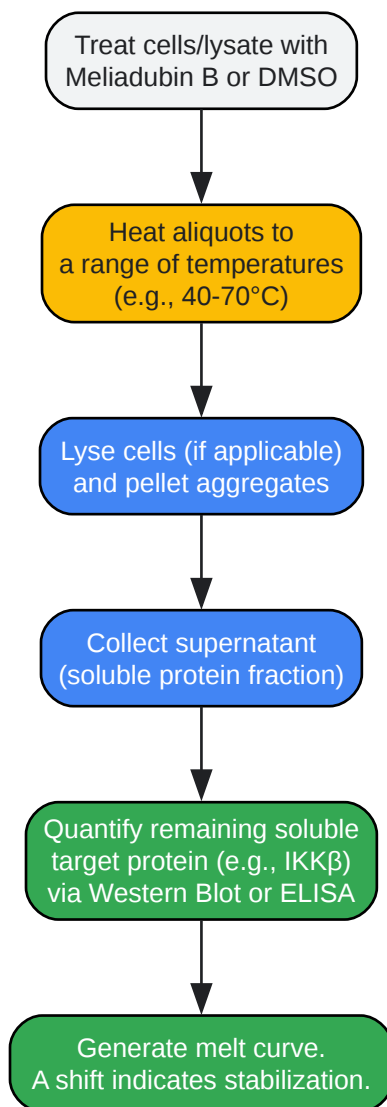 Treat cells/lysate with
Meliadubin B or DMSO
Heat aliquots to
a range of temperatures
(e.g., 40-70°C)
Lyse cells (if applicable)
and pellet aggregates
Collect supernatant
(soluble protein fraction)
Quantify remaining soluble
target protein (e.g., IKKβ)
via Western Blot or ELISA
Generate melt curve.
A shift indicates stabilization.